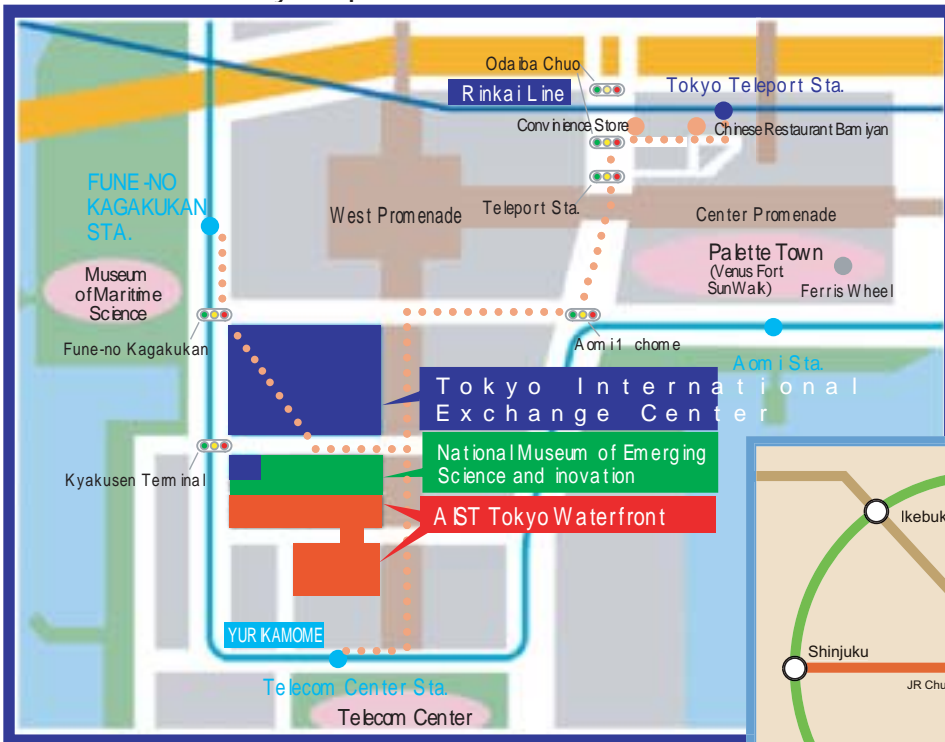 Odaiba Chuo
Rinkai Line
Tokyo Teleport Sta.
Convinience Store
Chinese Restaurant Bamiyan
FUNE-NO
KAGAKUKAN
STA.
West Promenade
Teleport Sta.
Center Promenade
Palette Town
(Venus Fort
SunWalk)
Ferris Wheel
Museum
of Maritime
Science
Fune-no Kagakukan
Aomi1 chome
Aomi Sta.
Tokyo International
Exchange Center
Kyakusen Terminal
National Museum of Emerging
Science and inovation
AIST Tokyo Waterfront
YURIKAMOME
Telecom Center Sta.
Telecom Center
Ikebuk
Shinjuku
JR Chu